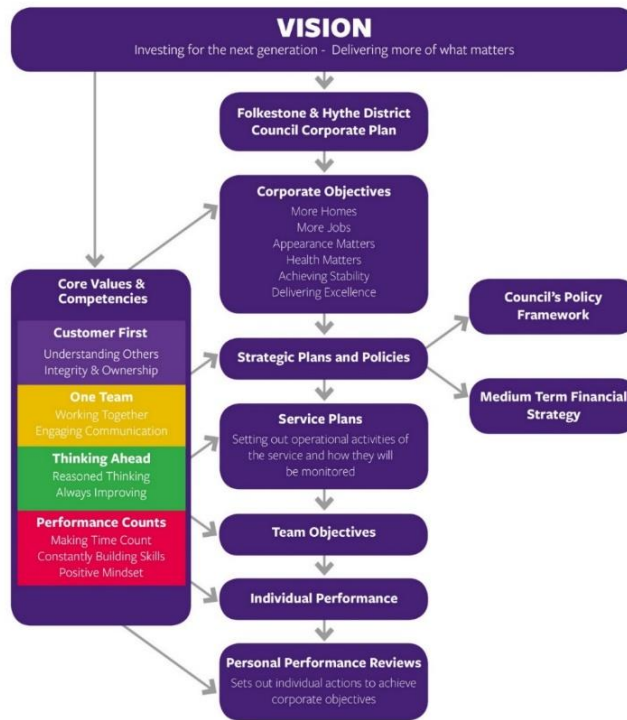 VISION
Investing for the next generation - Delivering more of what matters
Folkestone & Hythe District
Council Corporate Plan
Corporate Objectives
More Homes
More Jobs
Appearance Matters
Health Matters
Achieving Stability
Delivering Excellence
Core Values &
Competencies
Customer First
Understanding Others
Integrity & Ownership
One Team
Working Together
Engaging Communication
Thinking Ahead
Reasoned Thinking
Always Improving
Performance Counts
Making Time Count
Constantly Building Skills
Positive Mindset
Strategic Plans and Policies
Council's Policy
Framework
Medium Term Financial
Strategy
Service Plans
Setting out operational activities of
the service and how they will
be monitored
Team Objectives
Individual Performance
Personal Performance Reviews
Sets out individual actions to achieve
corporate objectives